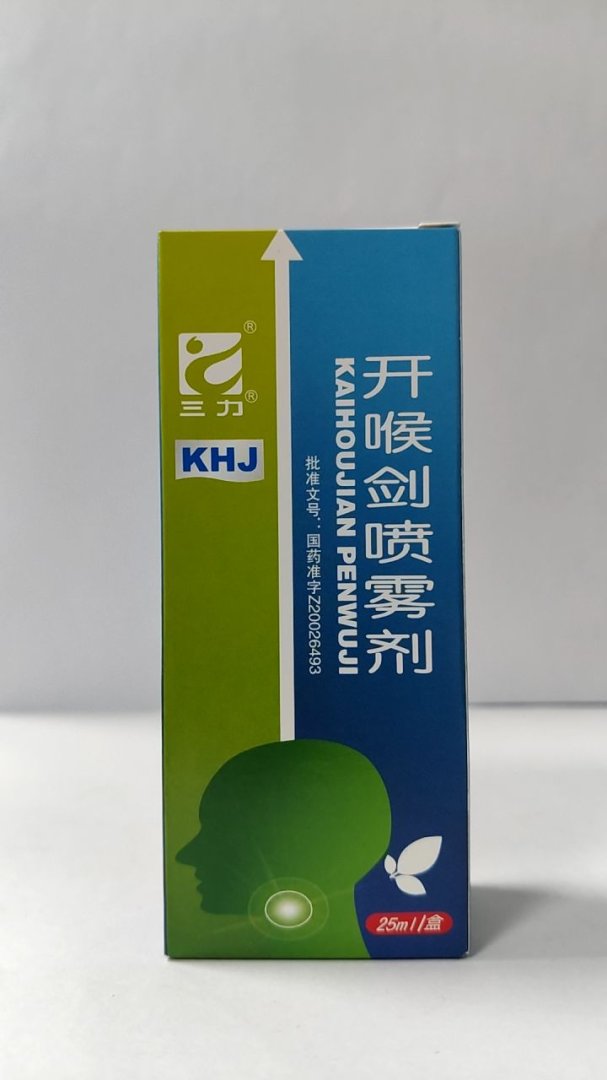 ®
三力®
KHJ
开喉剑喷雾剂
KAIHOUJIAN PENWUJI
批准文号：国药准字Z20026493
25ml/盒